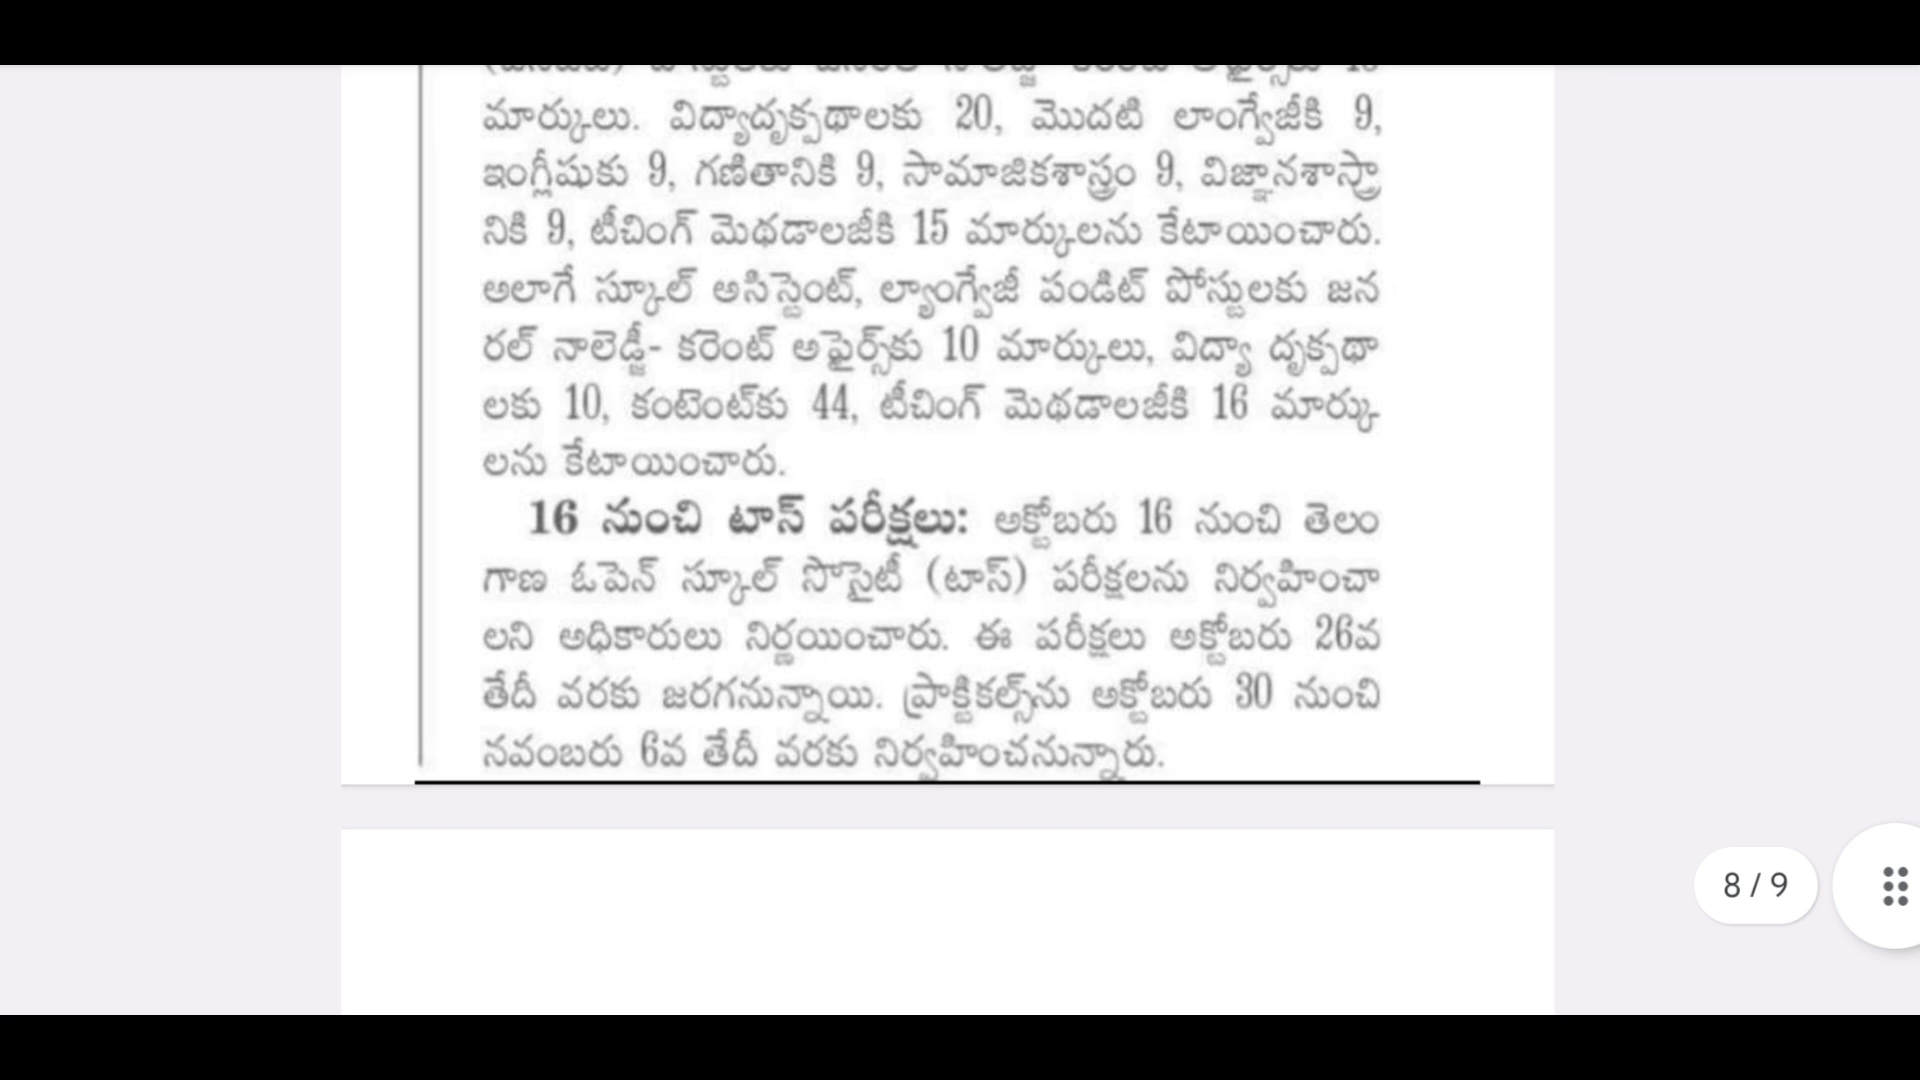 మార్కులు. విద్యాదృక్పథాలకు 20, మొదటి లాంగ్వేజీకి 9,
ఇంగ్లీషుకు 9, గణితానికి 9, సామాజికశాస్త్రం 9, విజ్ఞానశాస్త్రా
నికి 9, టీచింగ్ మెథడాలజీకి 15 మార్కులను కేటాయించారు.
అలాగే స్కూల్ అసిస్టెంట్, ల్యాంగ్వేజీ పండిట్ పోస్టులకు జన
రల్ నాలెడ్జీ- కరెంట్ అఫైర్స్‌కు 10 మార్కులు, విద్యా దృక్పథా
లకు 10, కంటెంట్‌కు 44, టీచింగ్ మెథడాలజీకి 16 మార్కు
లను కేటాయించారు.
16 నుంచి టాస్ పరీక్షలు: అక్టోబరు 16 నుంచి తెలం
గాణ ఓపెన్ స్కూల్ సొసైటీ (టాస్) పరీక్షలను నిర్వహించా
లని అధికారులు నిర్ణయించారు. ఈ పరీక్షలు అక్టోబరు 26వ
తేదీ వరకు జరగనున్నాయి. ప్రాక్టికల్స్‌ను అక్టోబరు 30 నుంచి
నవంబరు 6వ తేదీ వరకు నిర్వహించనున్నారు.
8 / 9